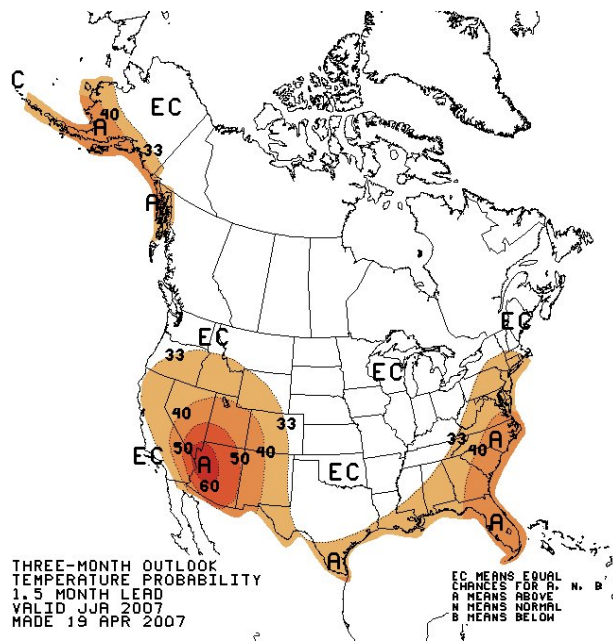 C
EC
40
A
33
A
EC
EC
33
EC
40
33
A
50
50
40
33
40
EC
A
60
EC
A
A
THREE-MONTH OUTLOOK
TEMPERATURE PROBABILITY
1.5 MONTH LEAD
VALID JJA 2007
MADE 19 APR 2007
EC MEANS EQUAL
CHANCES FOR A, N, B
A MEANS ABOVE
N MEANS NORMAL
B MEANS BELOW